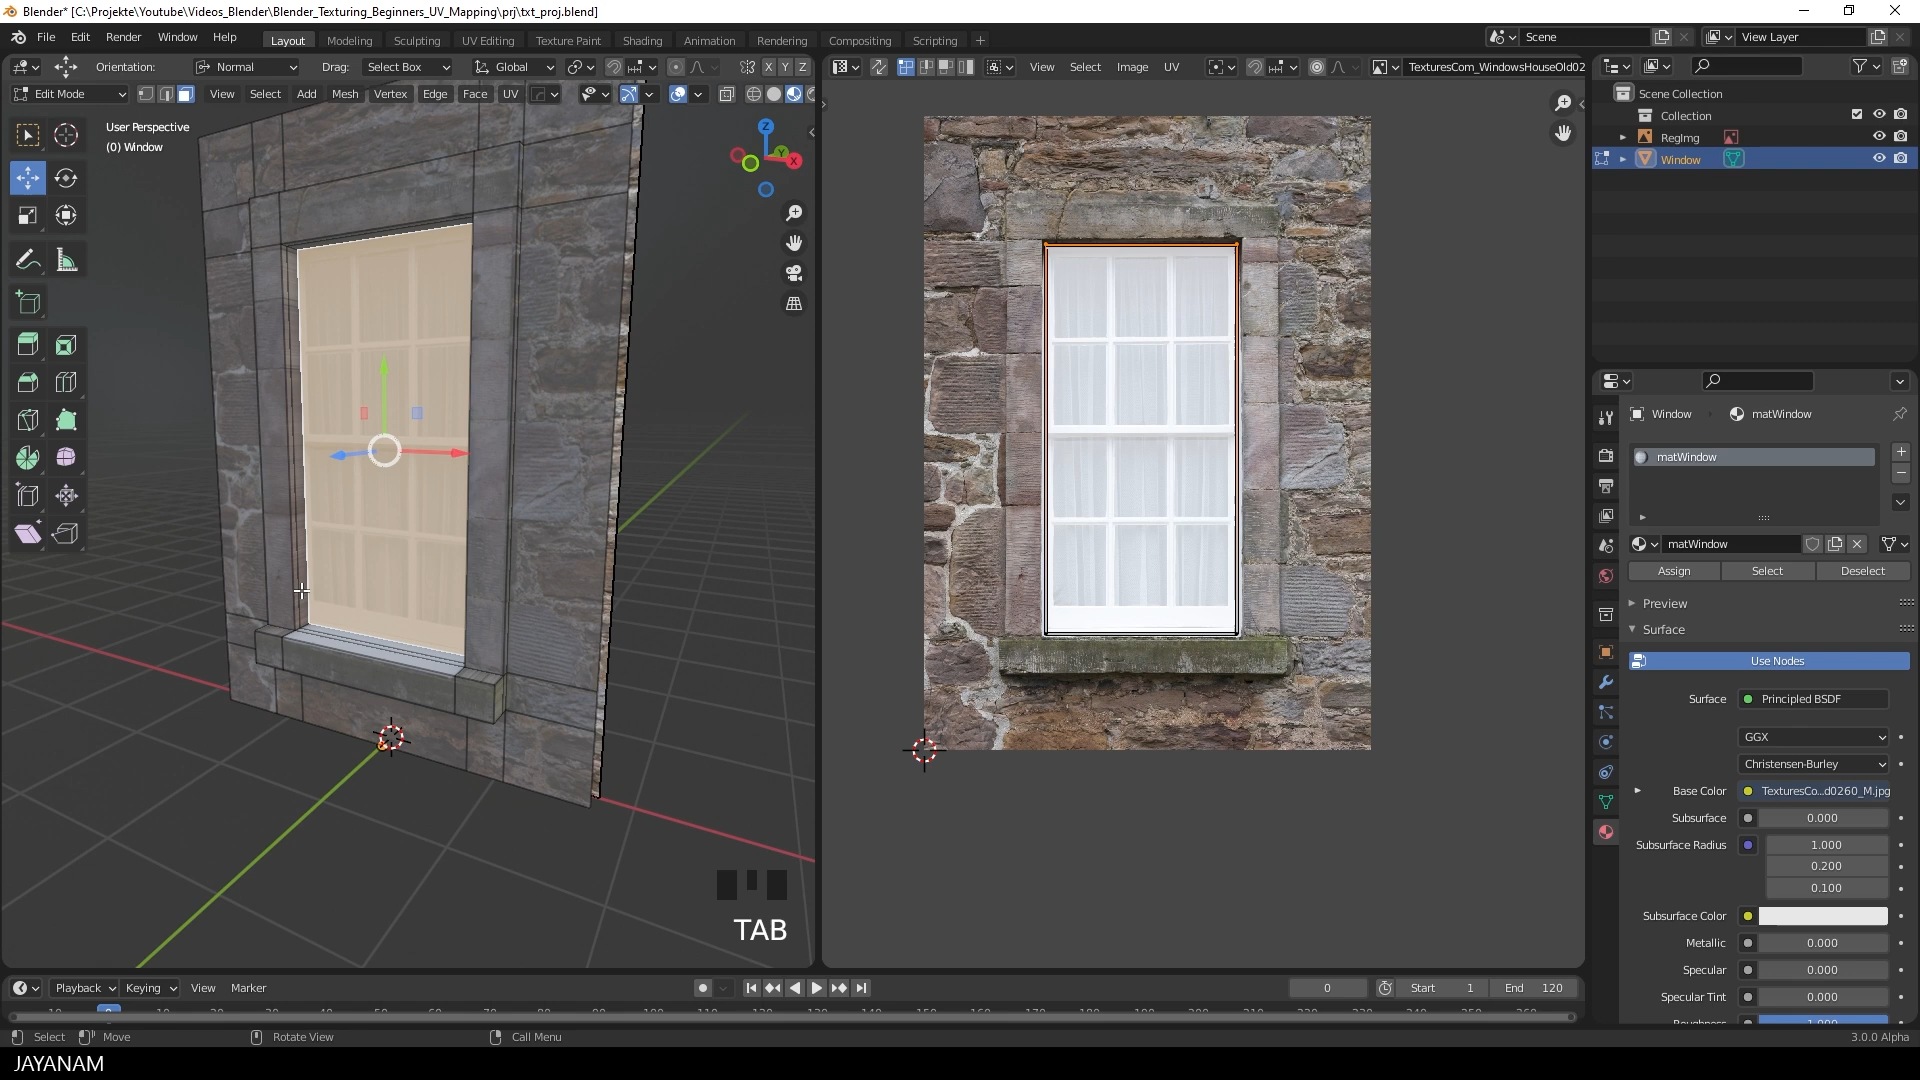 Blender* [C:\Projekte\Youtube\Videos_Blender\Blender_Texturing_Beginners_UV_Mapping\prj\txt_proj.blend]
File Edit Render Window Help Layout Modeling Sculpting UV Editing Texture Paint Shading Animation Rendering Compositing Scripting + Scene View Layer
Orientation: Normal Drag: Select Box Global X Y Z View Select Image UV TexturesCom_WindowsHouseOld02
Edit Mode View Select Add Mesh Vertex Edge Face UV
Scene Collection
Collection
RegImg
Window
User Perspective
(0) Window
Z
Y
X
Window matWindow
matWindow
matWindow
Assign Select Deselect
Preview
Surface
Use Nodes
Surface Principled BSDF
GGX
Christensen-Burley
Base Color TexturesCo...d0260_M.jpg
Subsurface 0.000
Subsurface Radius 1.000
0.200
0.100
Subsurface Color
Metallic 0.000
Specular 0.000
Specular Tint 0.000
Roughness 1.000
TAB
Playback Keying View Marker 0 Start 1 End 120
Select Move Rotate View Call Menu 3.0.0 Alpha
JAYANAM